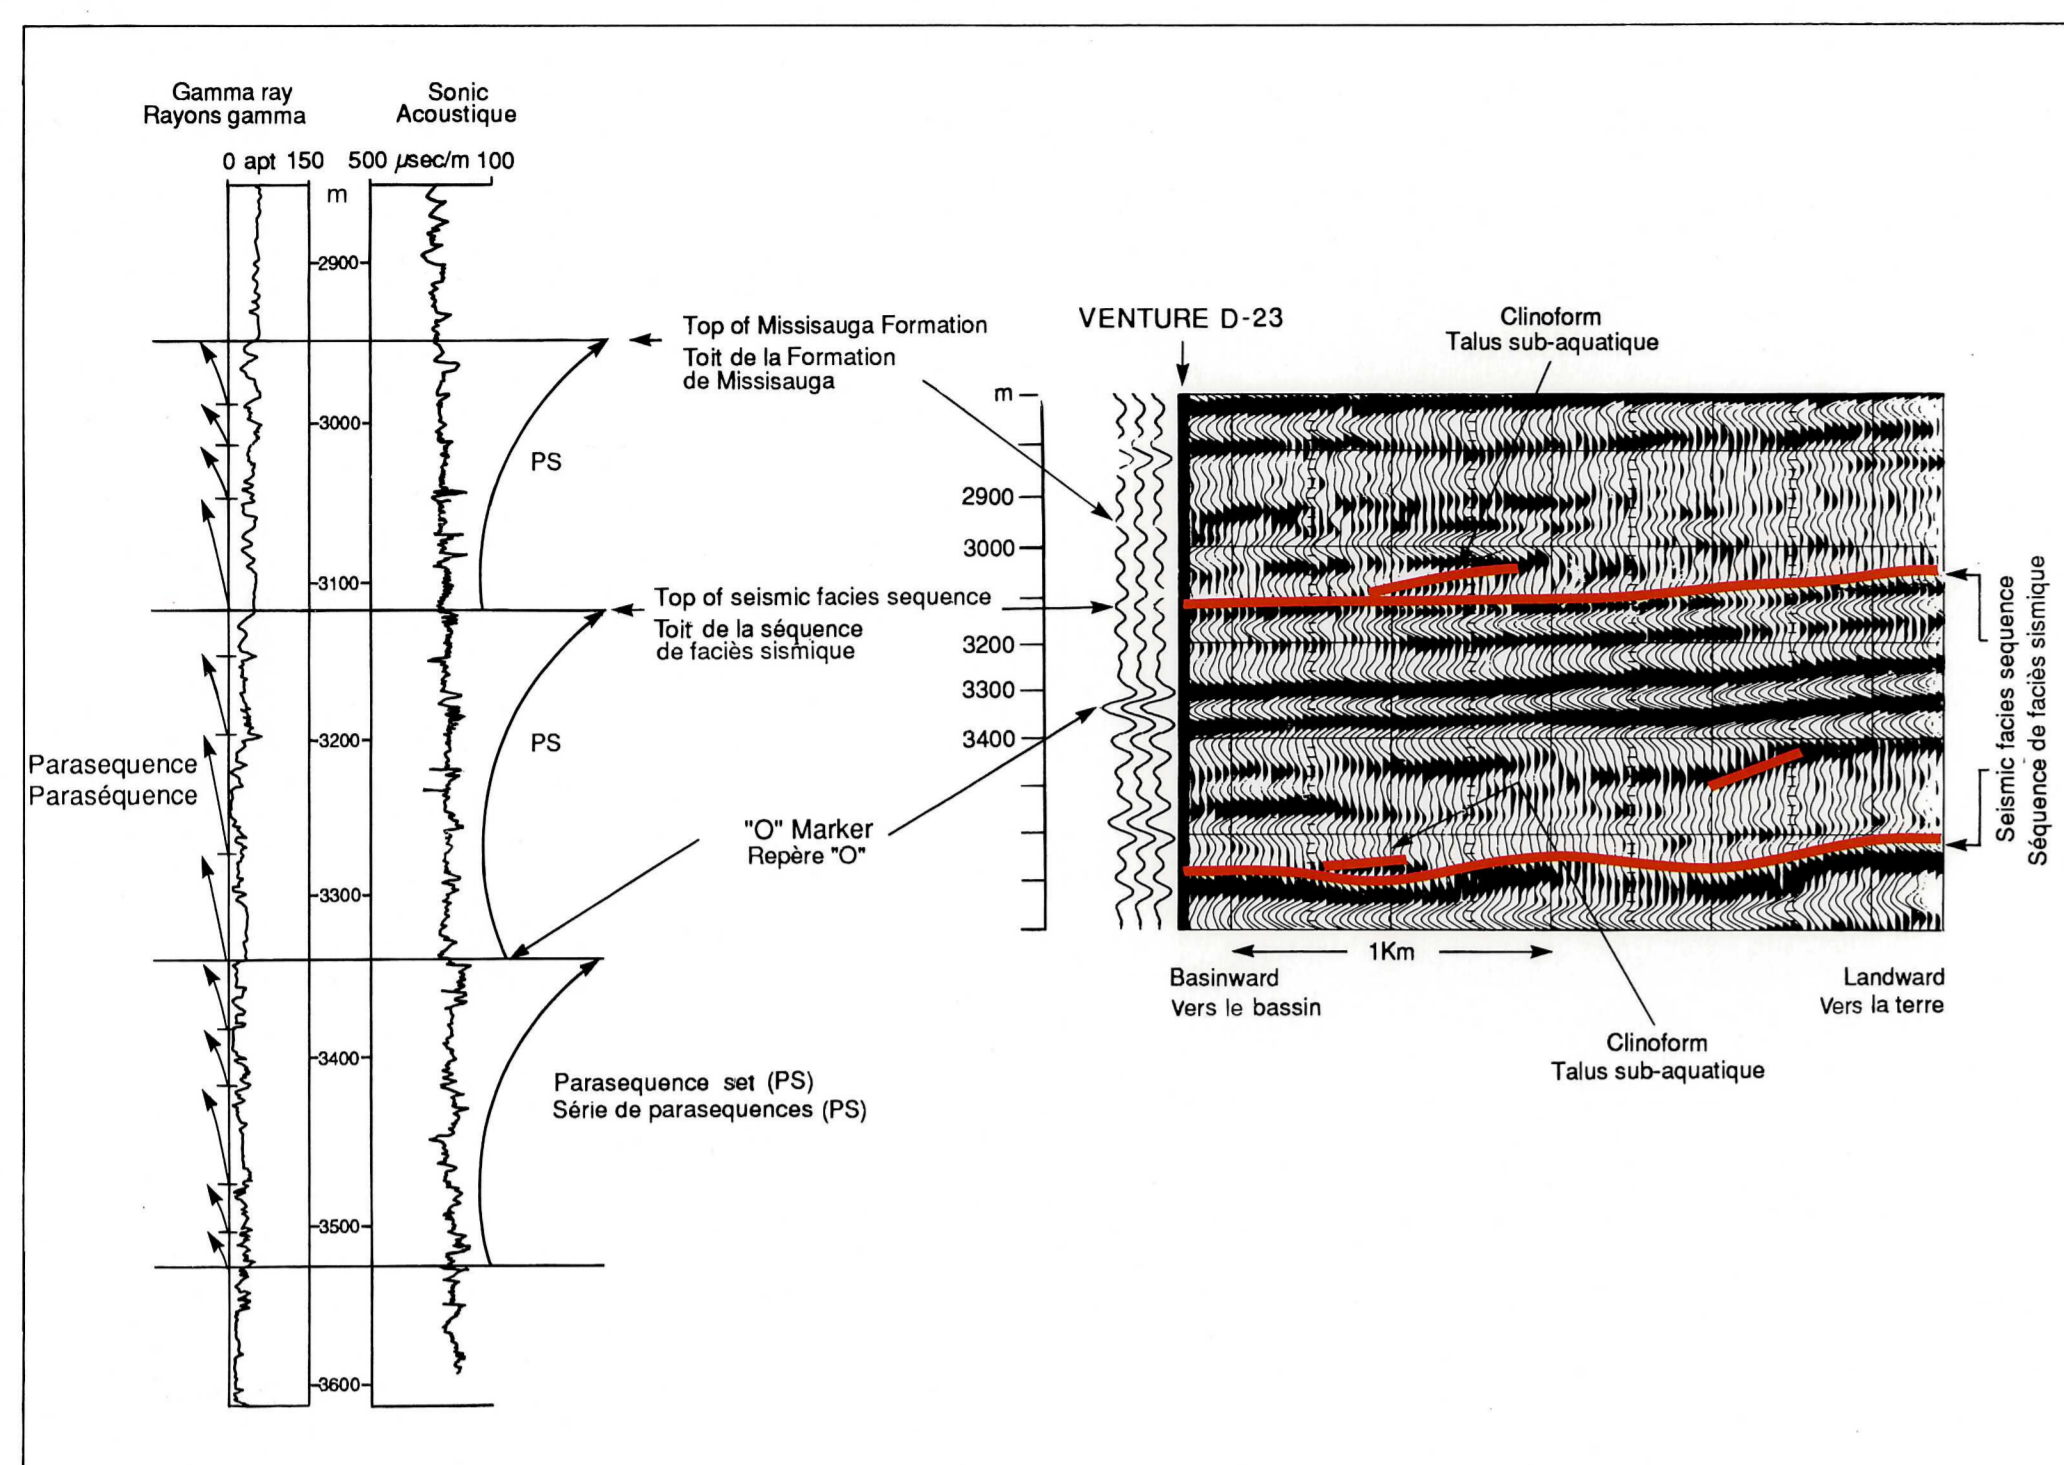 Gamma ray
Rayons gamma
Sonic
Acoustique
0 apt 150
500 µsec/m 100
m
2900
3000
3100
3200
3300
3400
3500
3600
Parasequence
Paraséquence
PS
PS
Parasequence set (PS)
Série de parasequences (PS)
Top of Missisauga Formation
Toit de la Formation
de Missisauga
Top of seismic facies sequence
Toit de la séquence
de faciès sismique
"O" Marker
Repère "O"
VENTURE D-23
Clinoform
Talus sub-aquatique
m
2900
3000
3200
3300
3400
1Km
Basinward
Vers le bassin
Landward
Vers la terre
Clinoform
Talus sub-aquatique
Seismic facies sequence
Séquence de faciès sismique